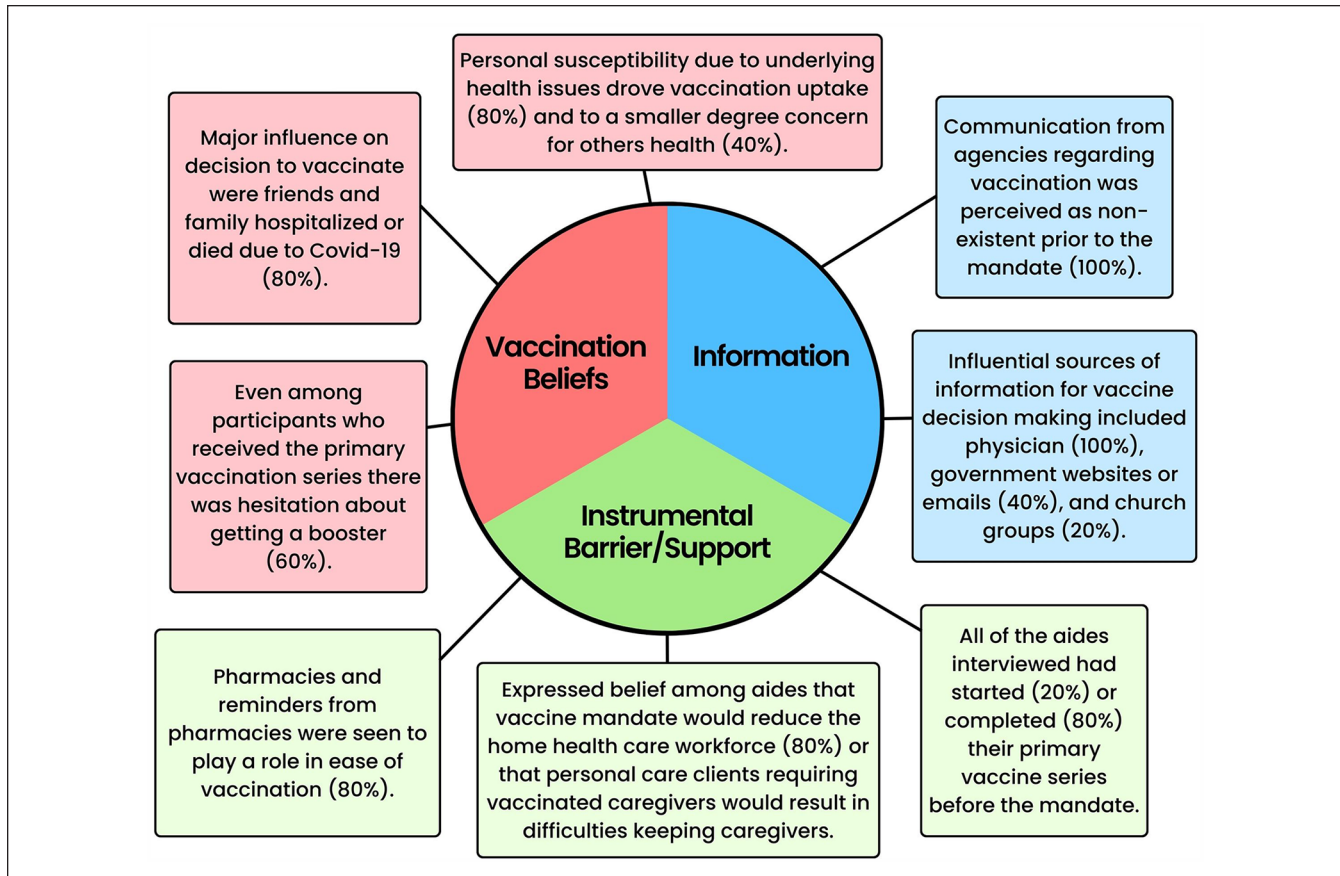 Personal susceptibility due to underlying
health issues drove vaccination uptake
(80%) and to a smaller degree concern
for others health (40%).
Major influence on
decision to vaccinate
were friends and
family hospitalized or
died due to Covid-19
(80%).
Communication from
agencies regarding
vaccination was
perceived as non-
existent prior to the
mandate (100%).
Vaccination
Beliefs
Information
Even among
participants who
received the primary
vaccination series there
was hesitation about
getting a booster
(60%).
Influential sources of
information for vaccine
decision making included
physician (100%),
government websites or
emails (40%), and church
groups (20%).
Instrumental
Barrier/Support
Pharmacies and
reminders from
pharmacies were seen to
play a role in ease of
vaccination (80%).
Expressed belief among aides that
vaccine mandate would reduce the
home health care workforce (80%) or
that personal care clients requiring
vaccinated caregivers would result in
difficulties keeping caregivers.
All of the aides
interviewed had
started (20%) or
completed (80%)
their primary
vaccine series
before the mandate.